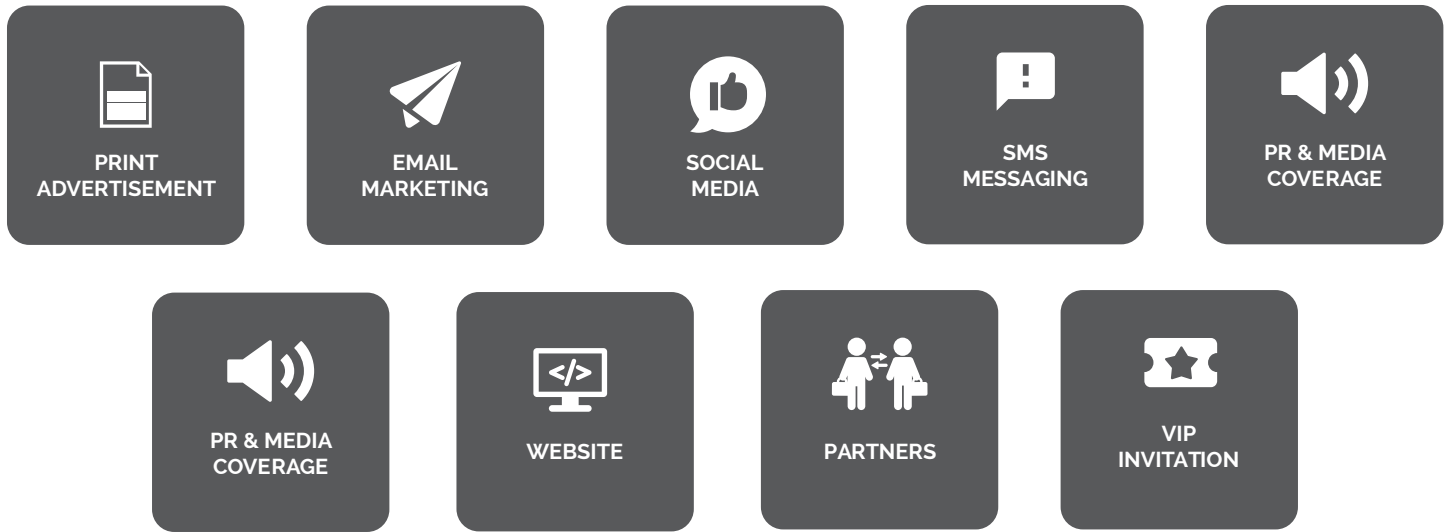 PRINT
ADVERTISEMENT
EMAIL
MARKETING
SOCIAL
MEDIA
SMS
MESSAGING
PR & MEDIA
COVERAGE
PR & MEDIA
COVERAGE
</>
WEBSITE
PARTNERS
VIP
INVITATION